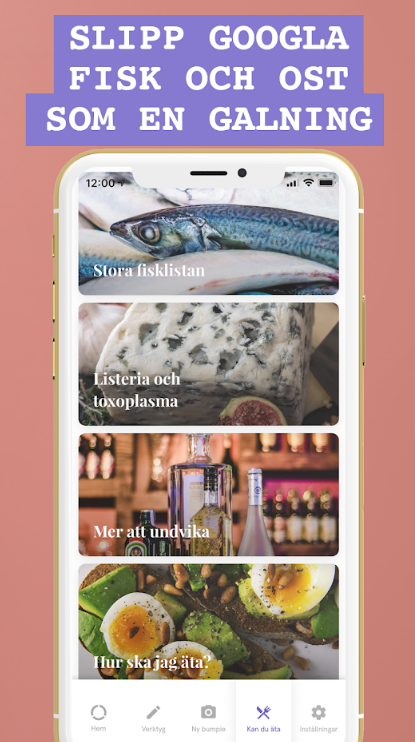 SLIPP GOOGLA
FISK OCH OST
SOM EN GALNING
12:00
Stora fisklistan
Listeria och
toxoplasma
Mer att undvika
Hur ska jag äta?
Hem
Verktyg
Ny bumpie
Kan du äta
Inställningar